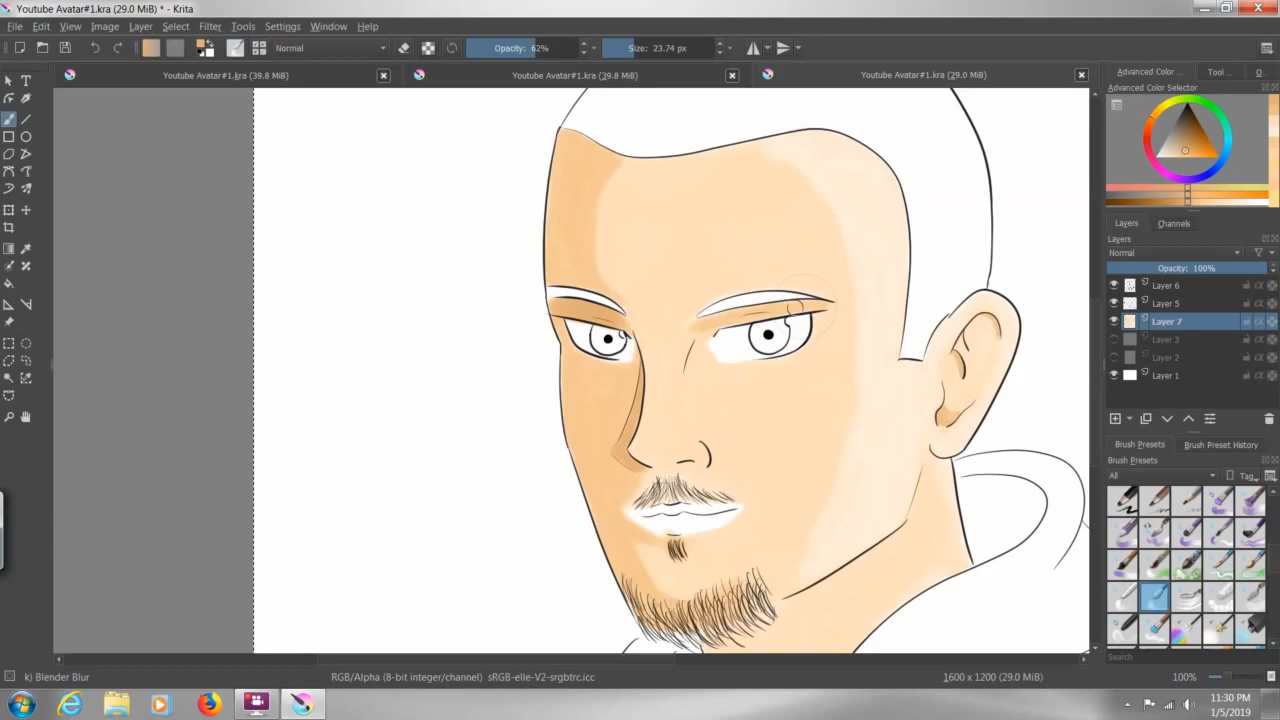 Youtube Avatar#1.kra (29.0 MiB) * - Krita
File Edit View Image Layer Select Filter Tools Settings Window Help
Normal Opacity: 62% Size: 23.74 px
Youtube Avatar#1.kra (39.8 MiB) Youtube Avatar#1.kra (39.8 MiB) Youtube Avatar#1.kra (29.0 MiB)
Advanced Color ... Tool ... O...
Advanced Color Selector
Layers Channels
Layers
Normal
Opacity: 100%
Layer 6
Layer 5
Layer 7
Layer 3
Layer 2
Layer 1
Brush Presets Brush Preset History
Brush Presets
All Tag
Search
k) Blender Blur RGB/Alpha (8-bit integer/channel) sRGB-elle-V2-srgbtrc.icc 1600 x 1200 (29.0 MiB) 100%
11:30 PM
1/5/2019